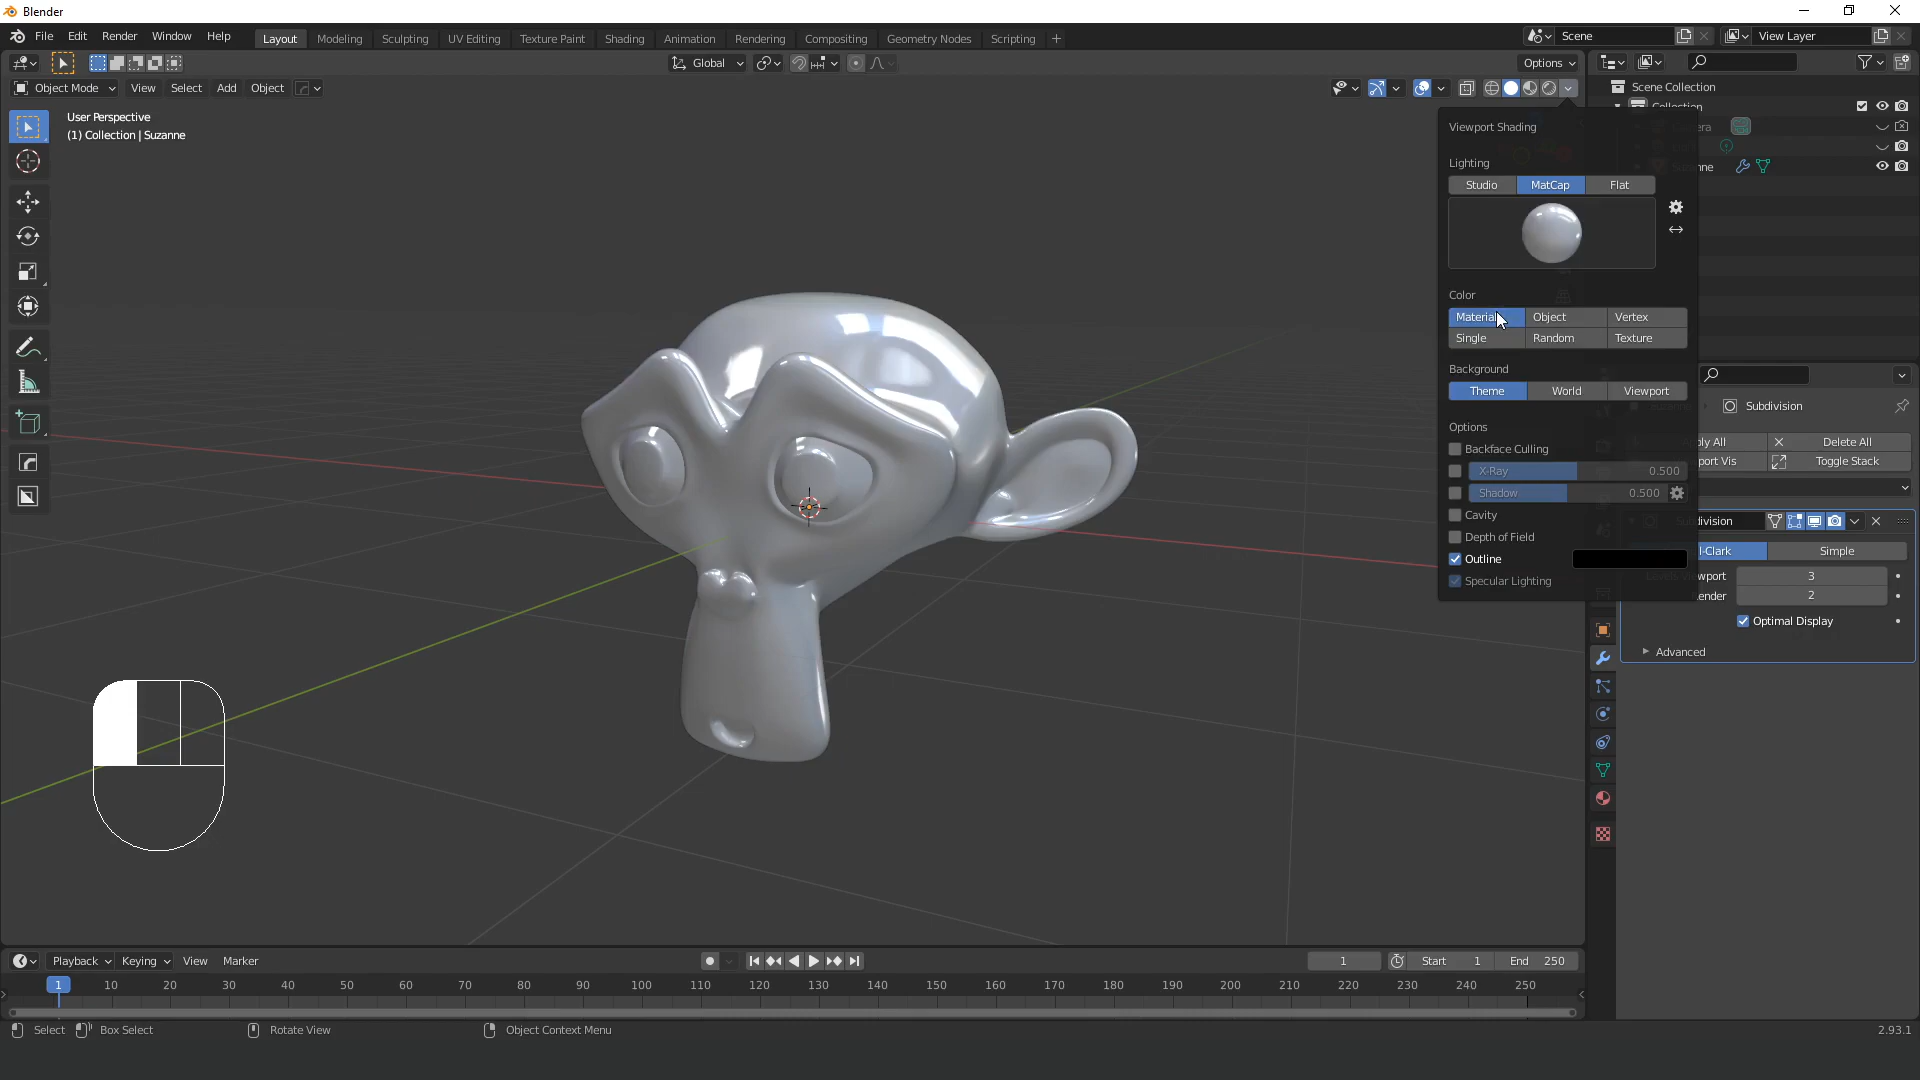 Blender
File Edit Render Window Help Layout Modeling Sculpting UV Editing Texture Paint Shading Animation Rendering Compositing Geometry Nodes Scripting + Scene View Layer
Global Options
Object Mode View Select Add Object
Scene Collection
Collection
User Perspective
(1) Collection | Suzanne
Viewport Shading
Lighting
Studio MatCap Flat
Color
Material Object Vertex
Single Random Texture
Background
Theme World Viewport
Subdivision
Options
Delete All
Backface Culling
Toggle Stack
X-Ray 0.500
Shadow 0.500
Cavity
Depth of Field
Outline
Specular Lighting
l-Clark Simple
3
2
Optimal Display
Advanced
Playback Keying View Marker 1 Start 1 End 250
1 10 20 30 40 50 60 70 80 90 100 110 120 130 140 150 160 170 180 190 200 210 220 230 240 250
Select Box Select Rotate View Object Context Menu 2.93.1